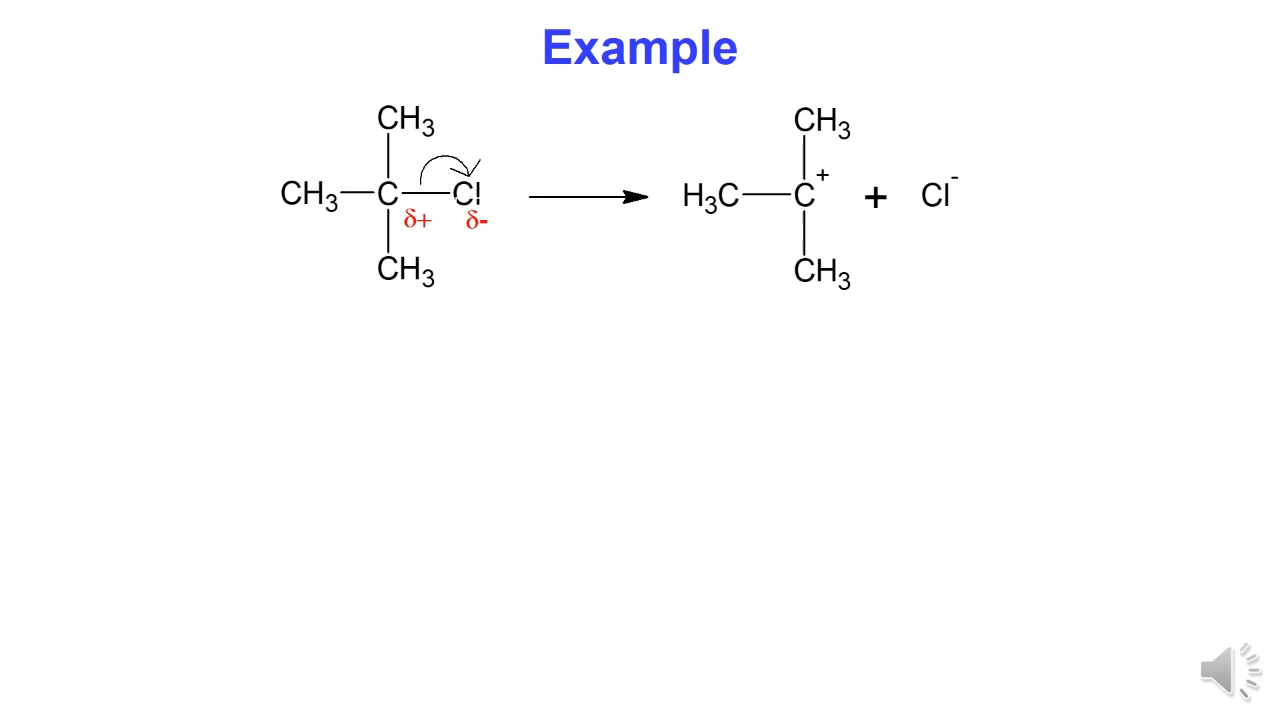 Example
CH3 CH3
CH3 C Cl H3C C+ + Cl-
δ+ δ-
CH3 CH3